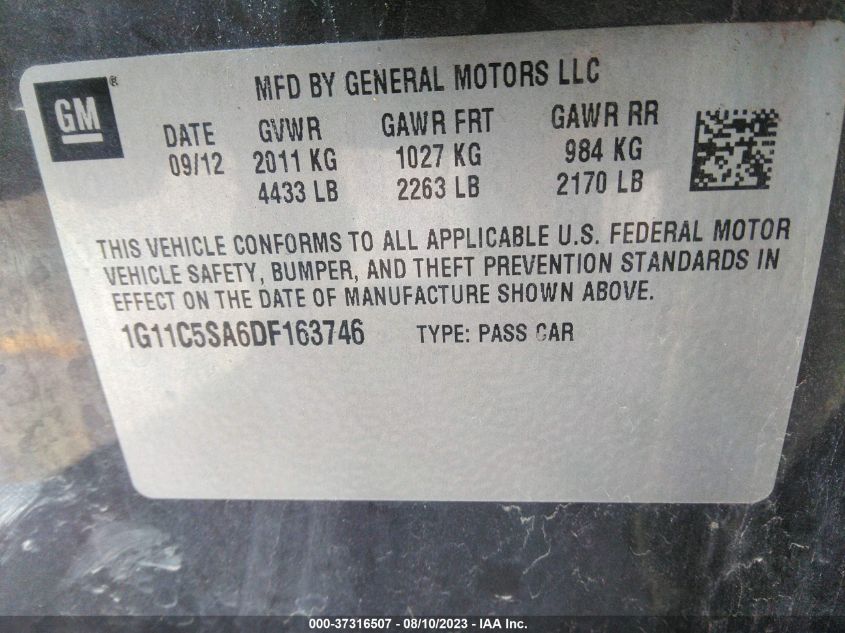 MFD BY GENERAL MOTORS LLC
GM®
DATE GVWR GAWR FRT GAWR RR
09/12 2011 KG 1027 KG 984 KG
4433 LB 2263 LB 2170 LB
THIS VEHICLE CONFORMS TO ALL APPLICABLE U.S. FEDERAL MOTOR
VEHICLE SAFETY, BUMPER, AND THEFT PREVENTION STANDARDS IN
EFFECT ON THE DATE OF MANUFACTURE SHOWN ABOVE.
1G11C5SA6DF163746 TYPE: PASS CAR
000-37316507 - 08/10/2023 - © IAA Inc.